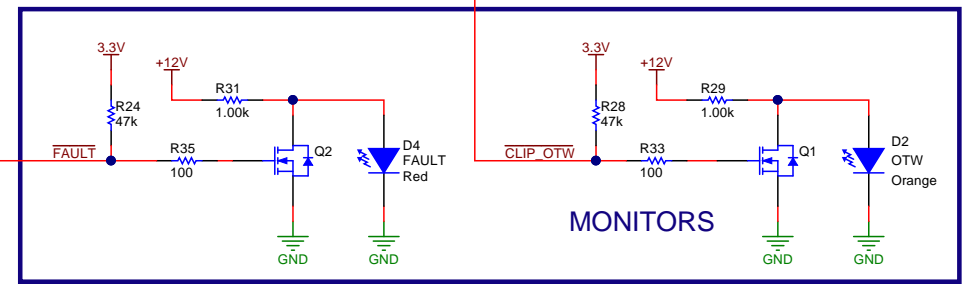 3.3V
+12V
R31
1.00k
R24
47k
FAULT
R35
100
Q2
D4
FAULT
Red
GND
GND
3.3V
+12V
R29
1.00k
R28
47k
CLIP_OTW
R33
100
Q1
D2
OTW
Orange
MONITORS
GND
GND